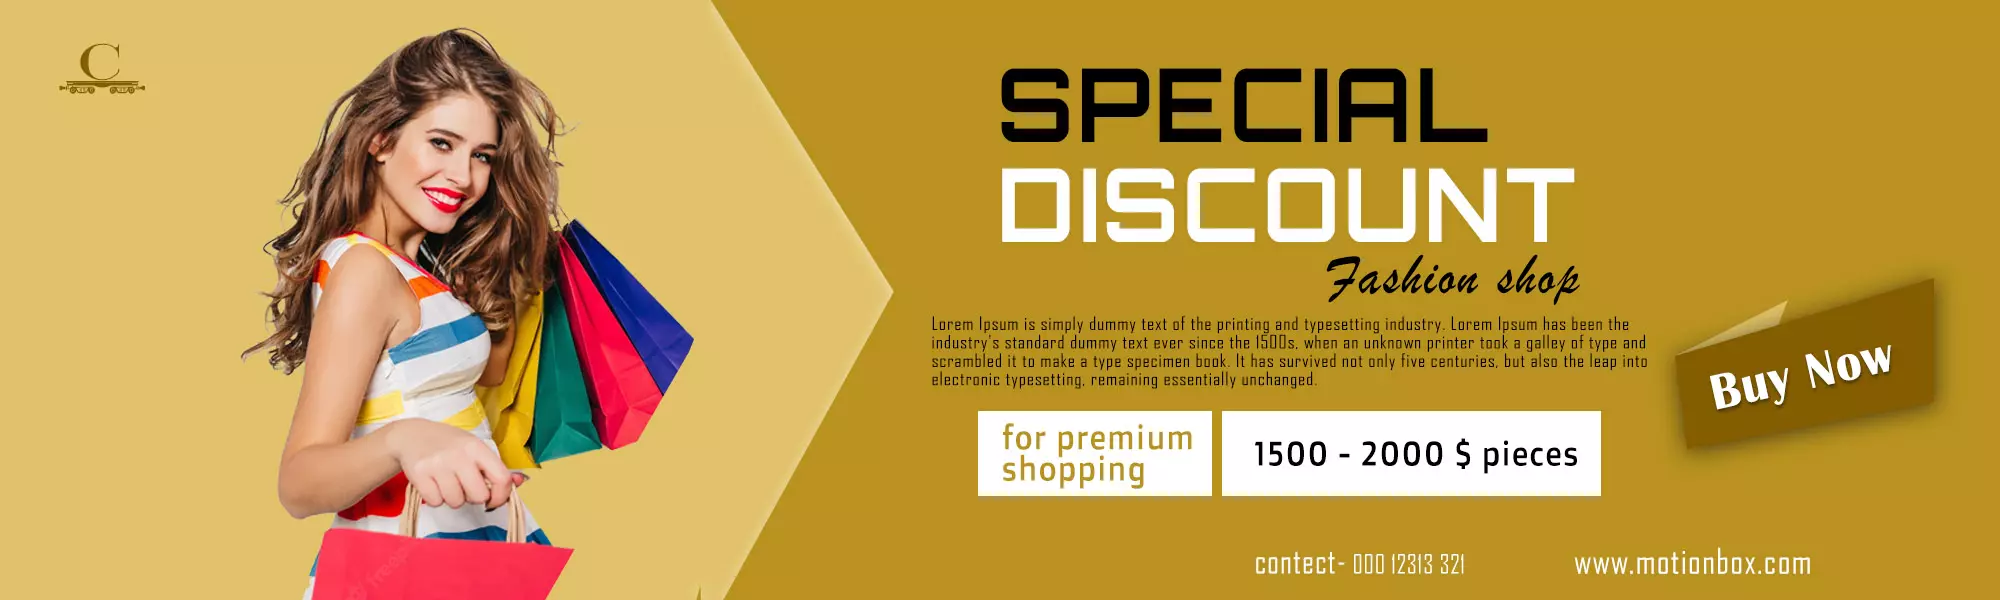 C
SPECIAL
DISCOUNT
Fashion shop
Lorem Ipsum is simply dummy text of the printing and typesetting industry. Lorem Ipsum has been the
industry's standard dummy text ever since the 1500s, when an unknown printer took a galley of type and
scrambled it to make a type specimen book. It has survived not only five centuries, but also the leap into
electronic typesetting, remaining essentially unchanged.
for premium
shopping
1500 - 2000 $ pieces
Buy Now
contect- 000 12313 321
www.motionbox.com